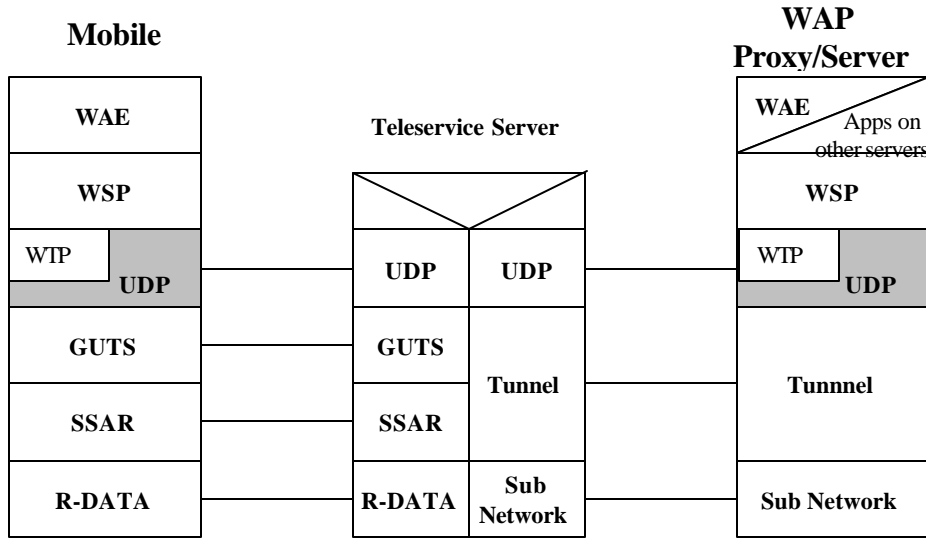 Mobile
WAE
WSP
WTP
UDP
GUTS
SSAR
R-DATA
Teleservice Server
UDP
UDP
GUTS
Tunnel
SSAR
R-DATA
Sub
Network
WAP
Proxy/Server
WAE
Apps on
other servers
WSP
WTP
UDP
Tunnnel
Sub Network